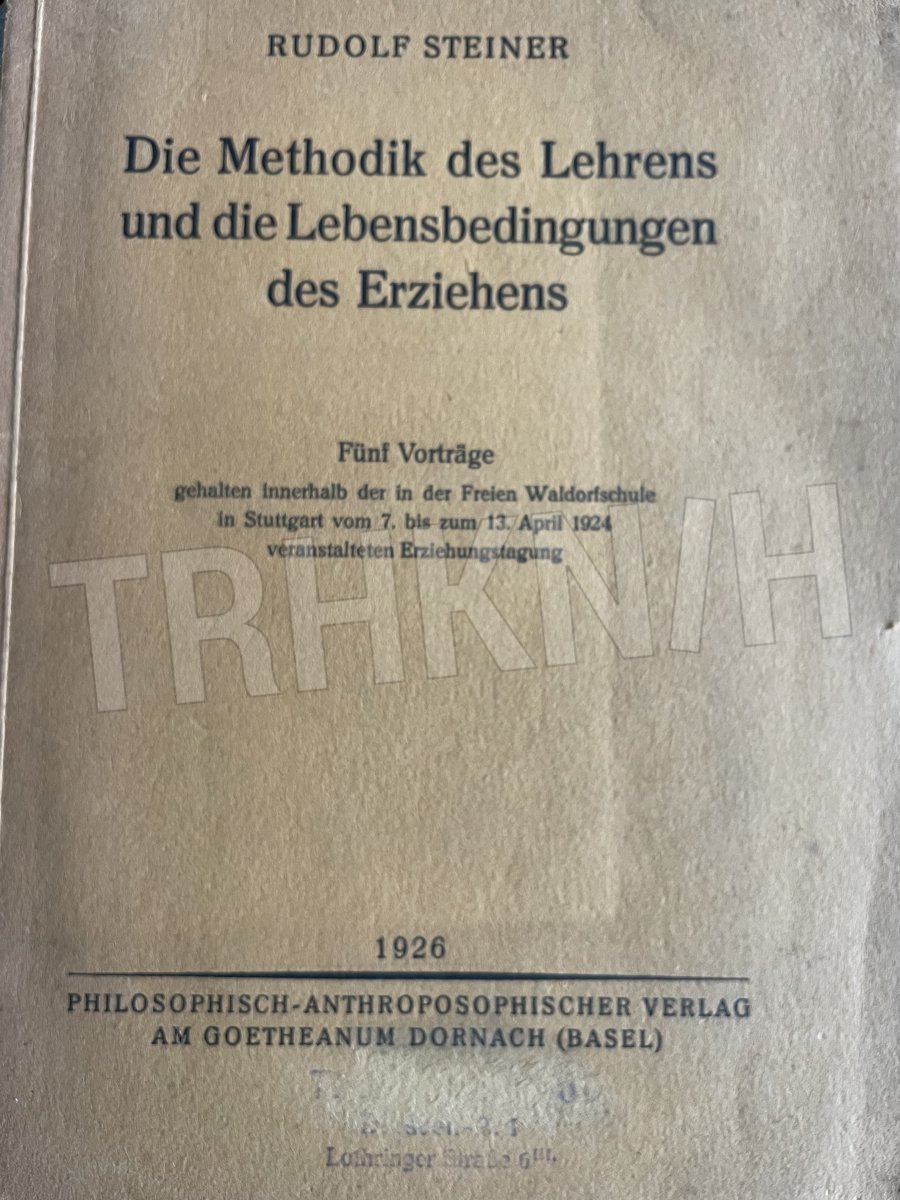 RUDOLF STEINER
Die Methodik des Lehrens
und die Lebensbedingungen
des Erziehens
Fünf Vorträge
gehalten innerhalb der in der Freien Waldorfschule
in Stuttgart vom 7. bis zum 13. April 1924
veranstalteten Erziehungstagung
TRHKN/H
1926
PHILOSOPHISCH-ANTHROPOSOPHISCHER VERLAG
AM GOETHEANUM DORNACH (BASEL)
Lothringer Straße 6III.